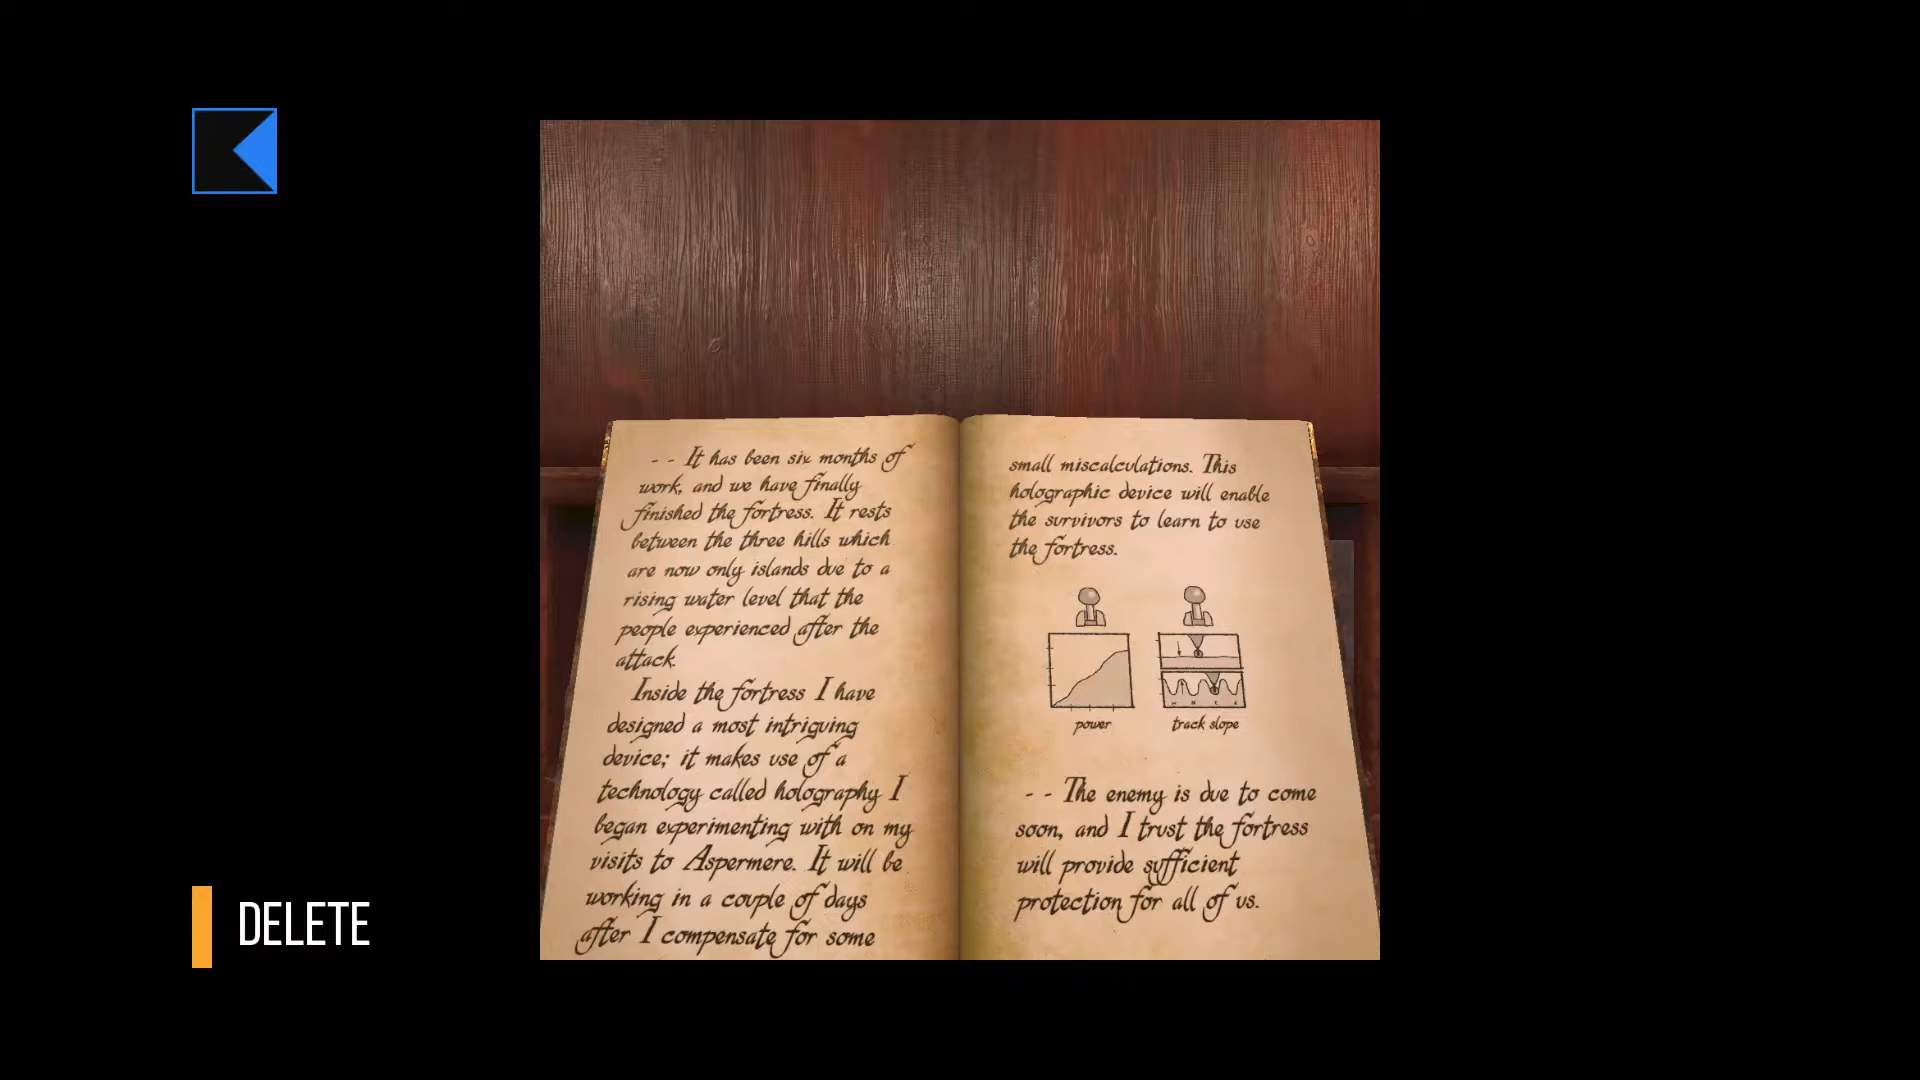 - - It has been six months of
work, and we have finally
finished the fortress. It rests
between the three hills which
are now only islands due to a
rising water level that the
people experienced after the
attack.
Inside the fortress I have
designed a most intriguing
device; it makes use of a
technology called holography I
began experimenting with on my
visits to Aspermere. It will be
working in a couple of days
after I compensate for some
small miscalculations. This
holographic device will enable
the survivors to learn to use
the fortress.
power
track slope
- - The enemy is due to come
soon, and I trust the fortress
will provide sufficient
protection for all of us.
DELETE